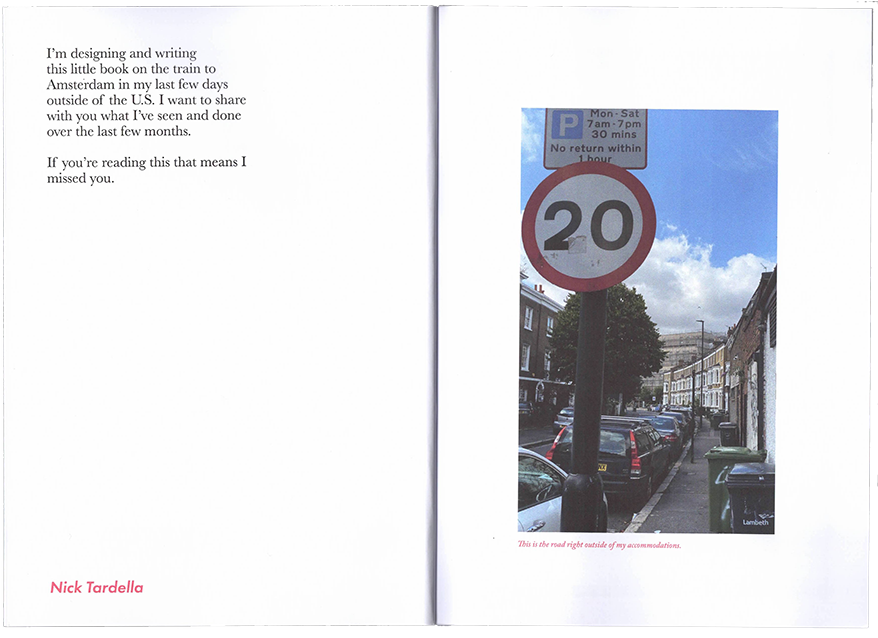 I'm designing and writing
this little book on the train to
Amsterdam in my last few days
outside of the U.S. I want to share
with you what I've seen and done
over the last few months.
If you're reading this that means I
missed you.
Nick Tardella
P
Mon - Sat
7am - 7pm
30 mins
No return within
1 hour
20
Lambeth
This is the road right outside of my accommodations.